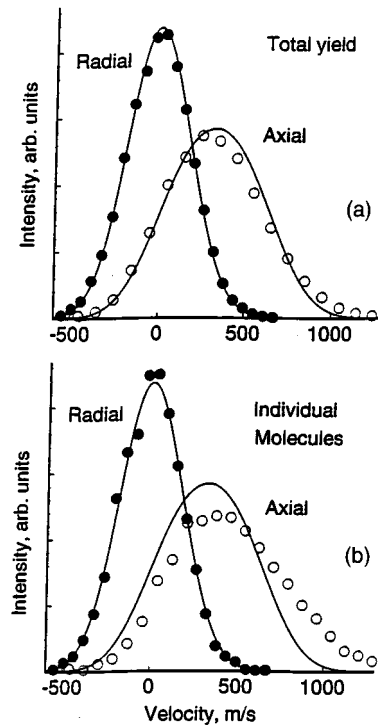 Radial
Total yield
Axial
(a)
Intensity, arb. units
-500
0
500
1000
Radial
Individual
Molecules
Axial
(b)
Intensity, arb. units
-500
0
500
1000
Velocity, m/s